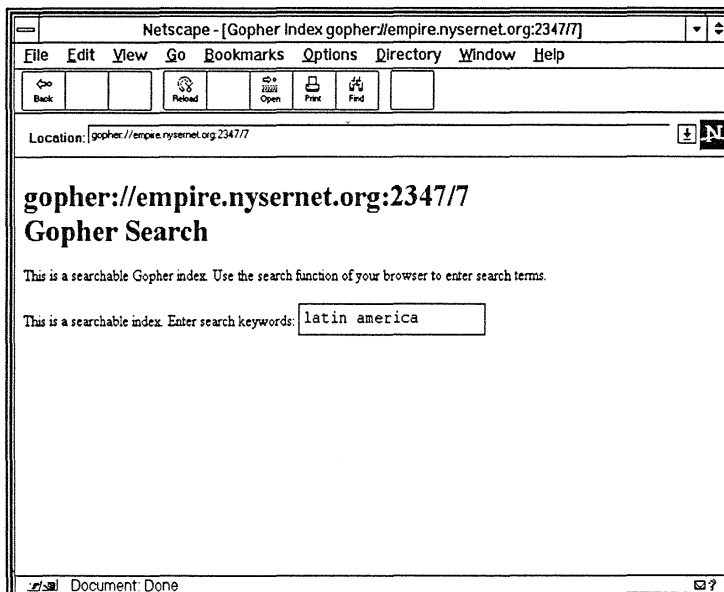 Netscape - [Gopher Index gopher://empire.nysernet.org:2347/7]
File Edit View Go Bookmarks Options Directory Window Help
Back Reload Open Print Find
Location: gopher://empire.nysernet.org:2347/7
N
gopher://empire.nysernet.org:2347/7
Gopher Search
This is a searchable Gopher index. Use the search function of your browser to enter search terms.
This is a searchable index. Enter search keywords: latin america
Document: Done
?